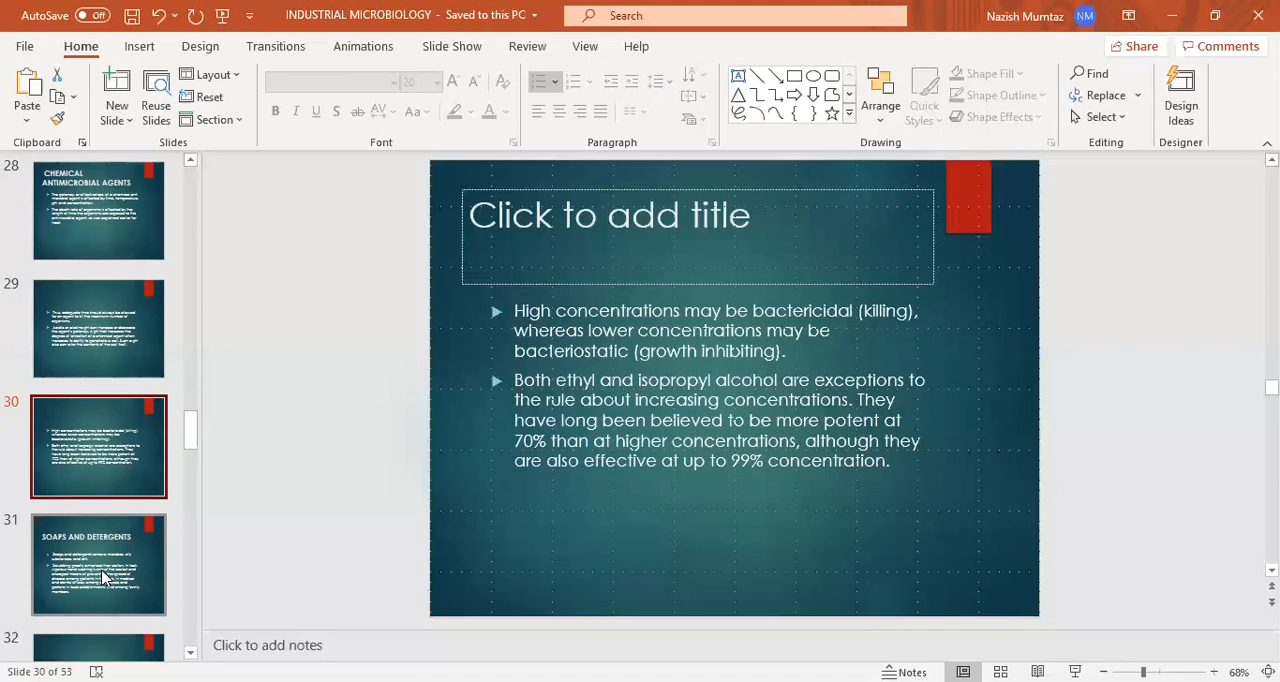 AutoSave Off INDUSTRIAL MICROBIOLOGY - Saved to this PC Search Nazish Mumtaz NM
File Home Insert Design Transitions Animations Slide Show Review View Help Share Comments
Paste New Slide Reuse Slides Layout Reset Section 20 Arrange Quick Styles Shape Fill Shape Outline Shape Effects Find Replace Select Design Ideas
Clipboard Slides Font Paragraph Drawing Editing Designer
28
CHEMICAL
ANTIMICROBIAL AGENTS
29
30
31
SOAPS AND DETERGENTS
32
Click to add title
High concentrations may be bactericidal (killing),
whereas lower concentrations may be
bacteriostatic (growth inhibiting).
Both ethyl and isopropyl alcohol are exceptions to
the rule about increasing concentrations. They
have long been believed to be more potent at
70% than at higher concentrations, although they
are also effective at up to 99% concentration.
Click to add notes
Slide 30 of 53 Notes 68%